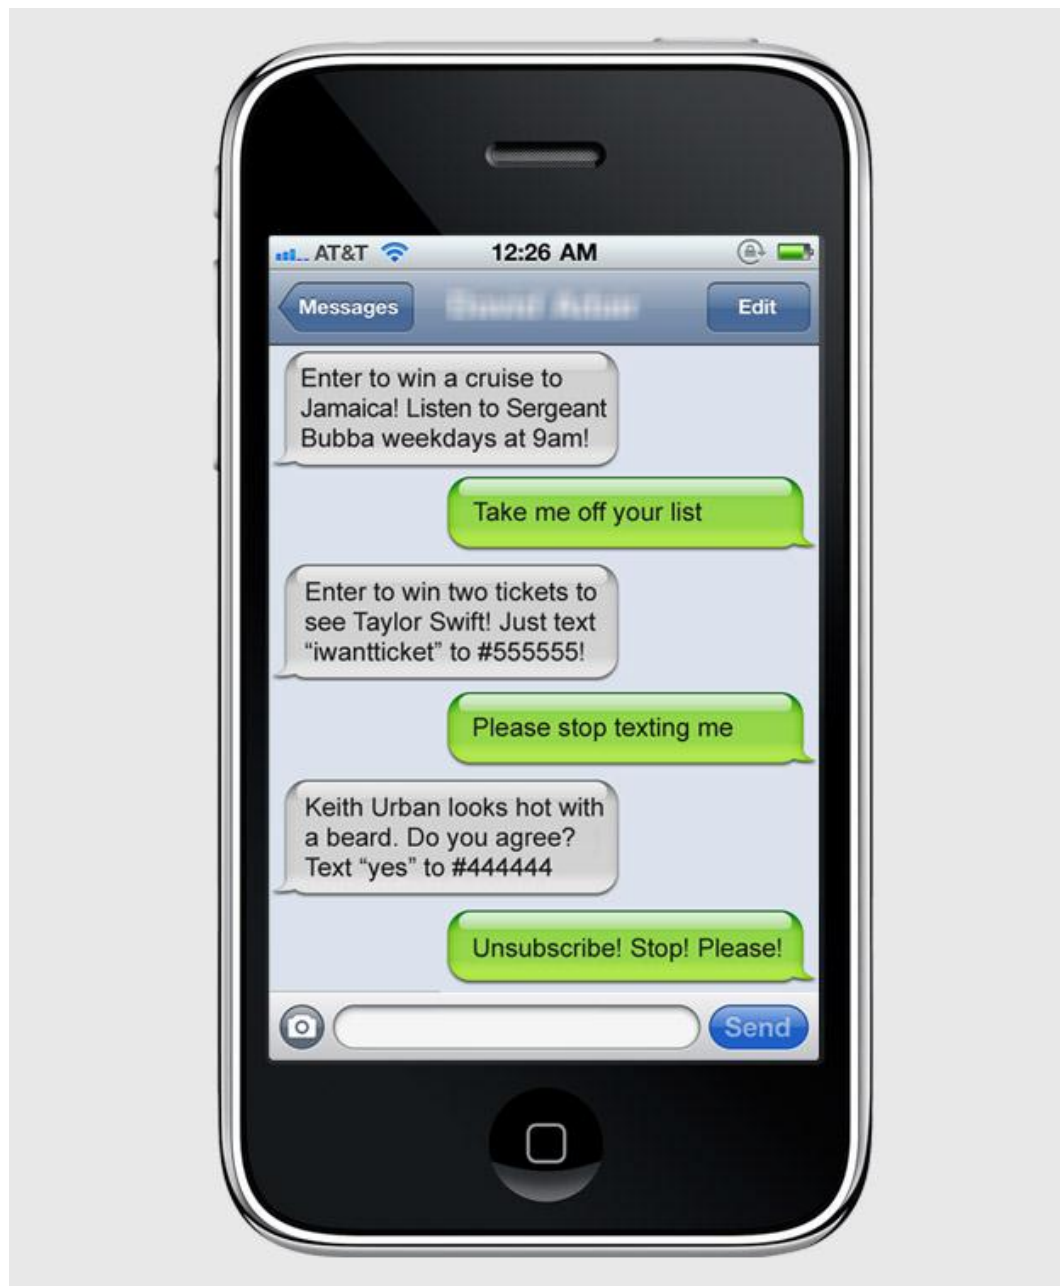 AT&T 12:26 AM
Messages Edit
Enter to win a cruise to
Jamaica! Listen to Sergeant
Bubba weekdays at 9am!
Take me off your list
Enter to win two tickets to
see Taylor Swift! Just text
“iwantticket” to #555555!
Please stop texting me
Keith Urban looks hot with
a beard. Do you agree?
Text “yes” to #444444
Unsubscribe! Stop! Please!
Send